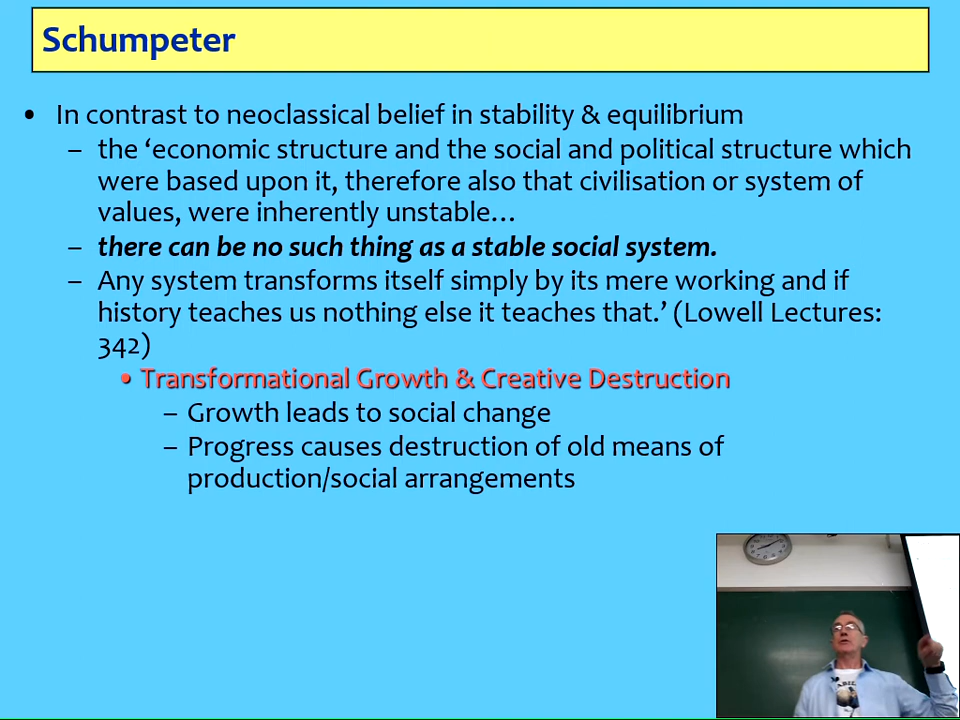 Schumpeter
• In contrast to neoclassical belief in stability & equilibrium
– the ‘economic structure and the social and political structure which
were based upon it, therefore also that civilisation or system of
values, were inherently unstable…
– there can be no such thing as a stable social system.
– Any system transforms itself simply by its mere working and if
history teaches us nothing else it teaches that.’ (Lowell Lectures:
342)
• Transformational Growth & Creative Destruction
– Growth leads to social change
– Progress causes destruction of old means of
production/social arrangements